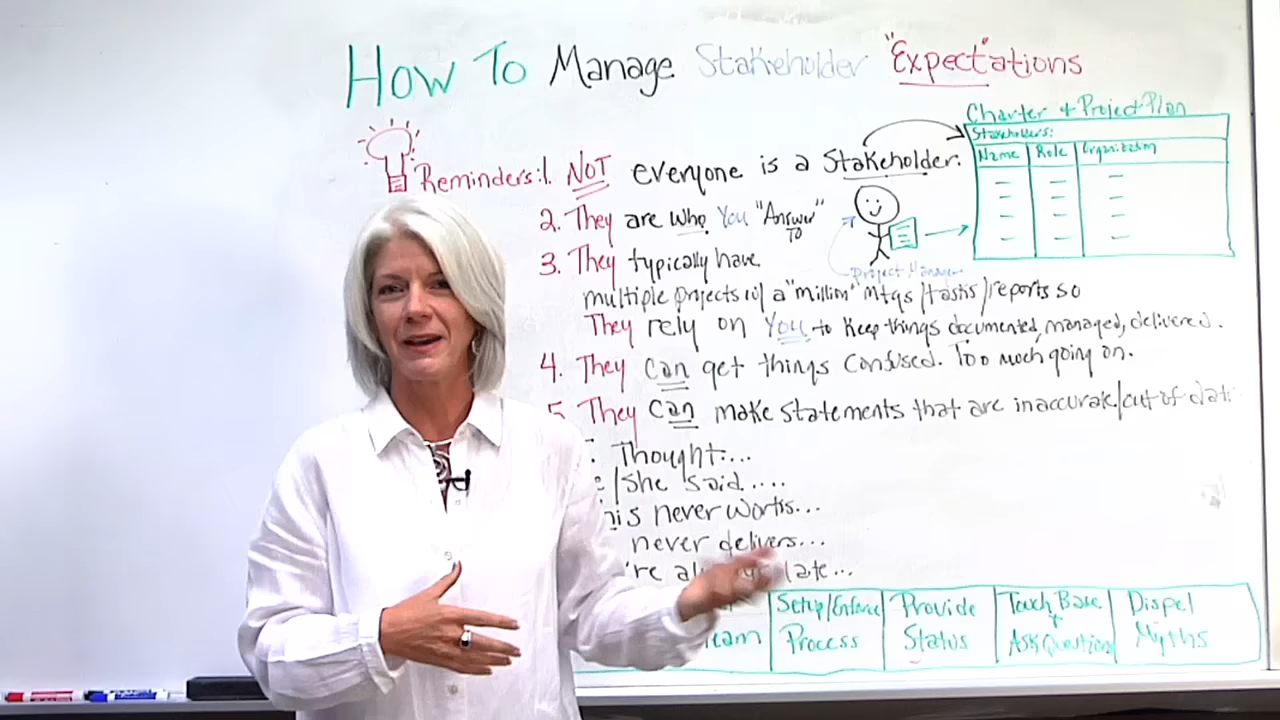 How To Manage Stakeholder "Expectations
Charter + Project Plan
Stakeholders:
Name Role Organization
Reminders: 1. NOT everyone is a Stakeholder.
2. They are who You "Answer"
TO
3. They typically have
Project Manager
multiple projects w/ a "million" mtgs/tasks/reports so
They rely on You to keep things documented, managed, delivered.
4. They can get things confused. Too much going on.
5 They can make statements that are inaccurate/out of
Thought...
/She said....
never works...
never delivers...
late...
Setup/Enforce Provide Touch Base Dispel
+
Team Process Status Ask Question Myths